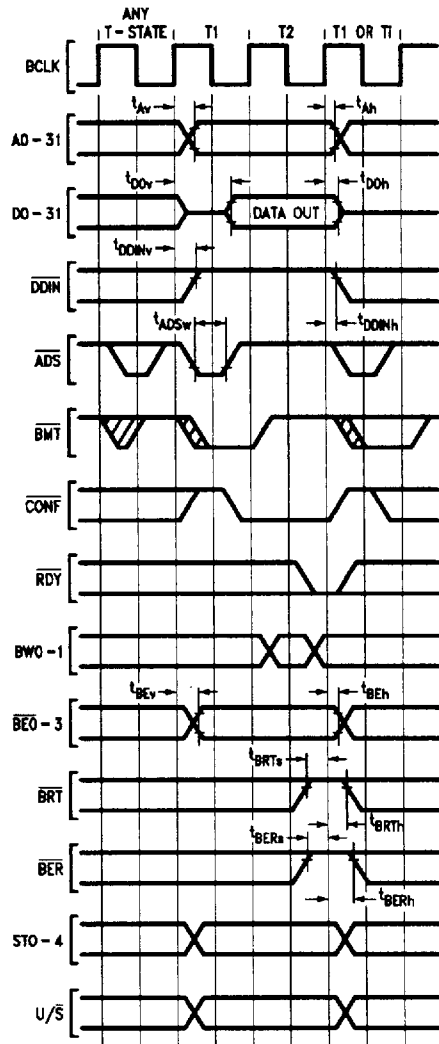 ANY
T-STATE T1 T2 T1 OR Ti
BCLK
tAv tAh
A0-31
tDOv tDOh
D0-31 DATA OUT
tDDINv
DDIN
tADSw tDDINh
ADS
BMT
CONF
RDY
BW0-1
tBEv tBEh
BE0-3
tBRTs
BRT
tBRTh
tBERs
BER
tBERh
ST0-4
U/S̅